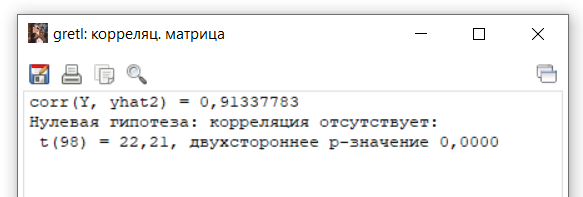 gretl: корреляц. матрица
corr(Y, yhat2) = 0,91337783
Нулевая гипотеза: корреляция отсутствует:
t(98) = 22,21, двухстороннее р-значение 0,0000